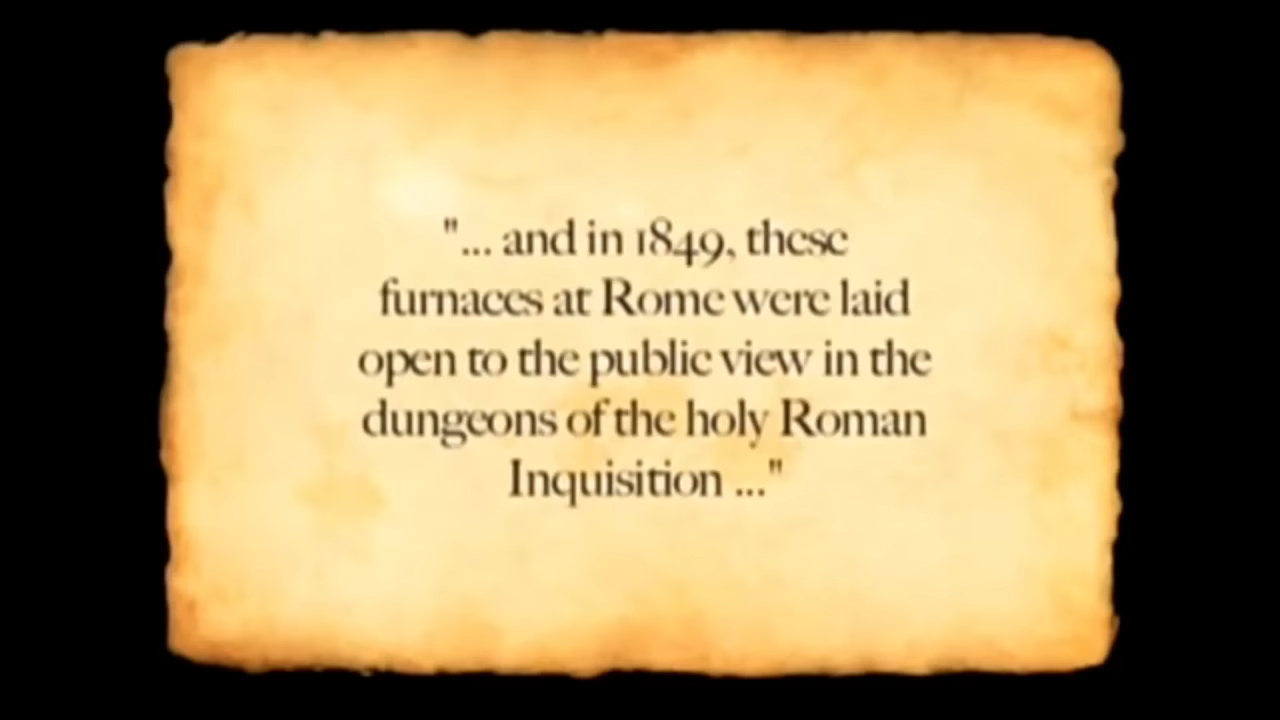 "... and in 1849, these
furnaces at Rome were laid
open to the public view in the
dungeons of the holy Roman
Inquisition ..."